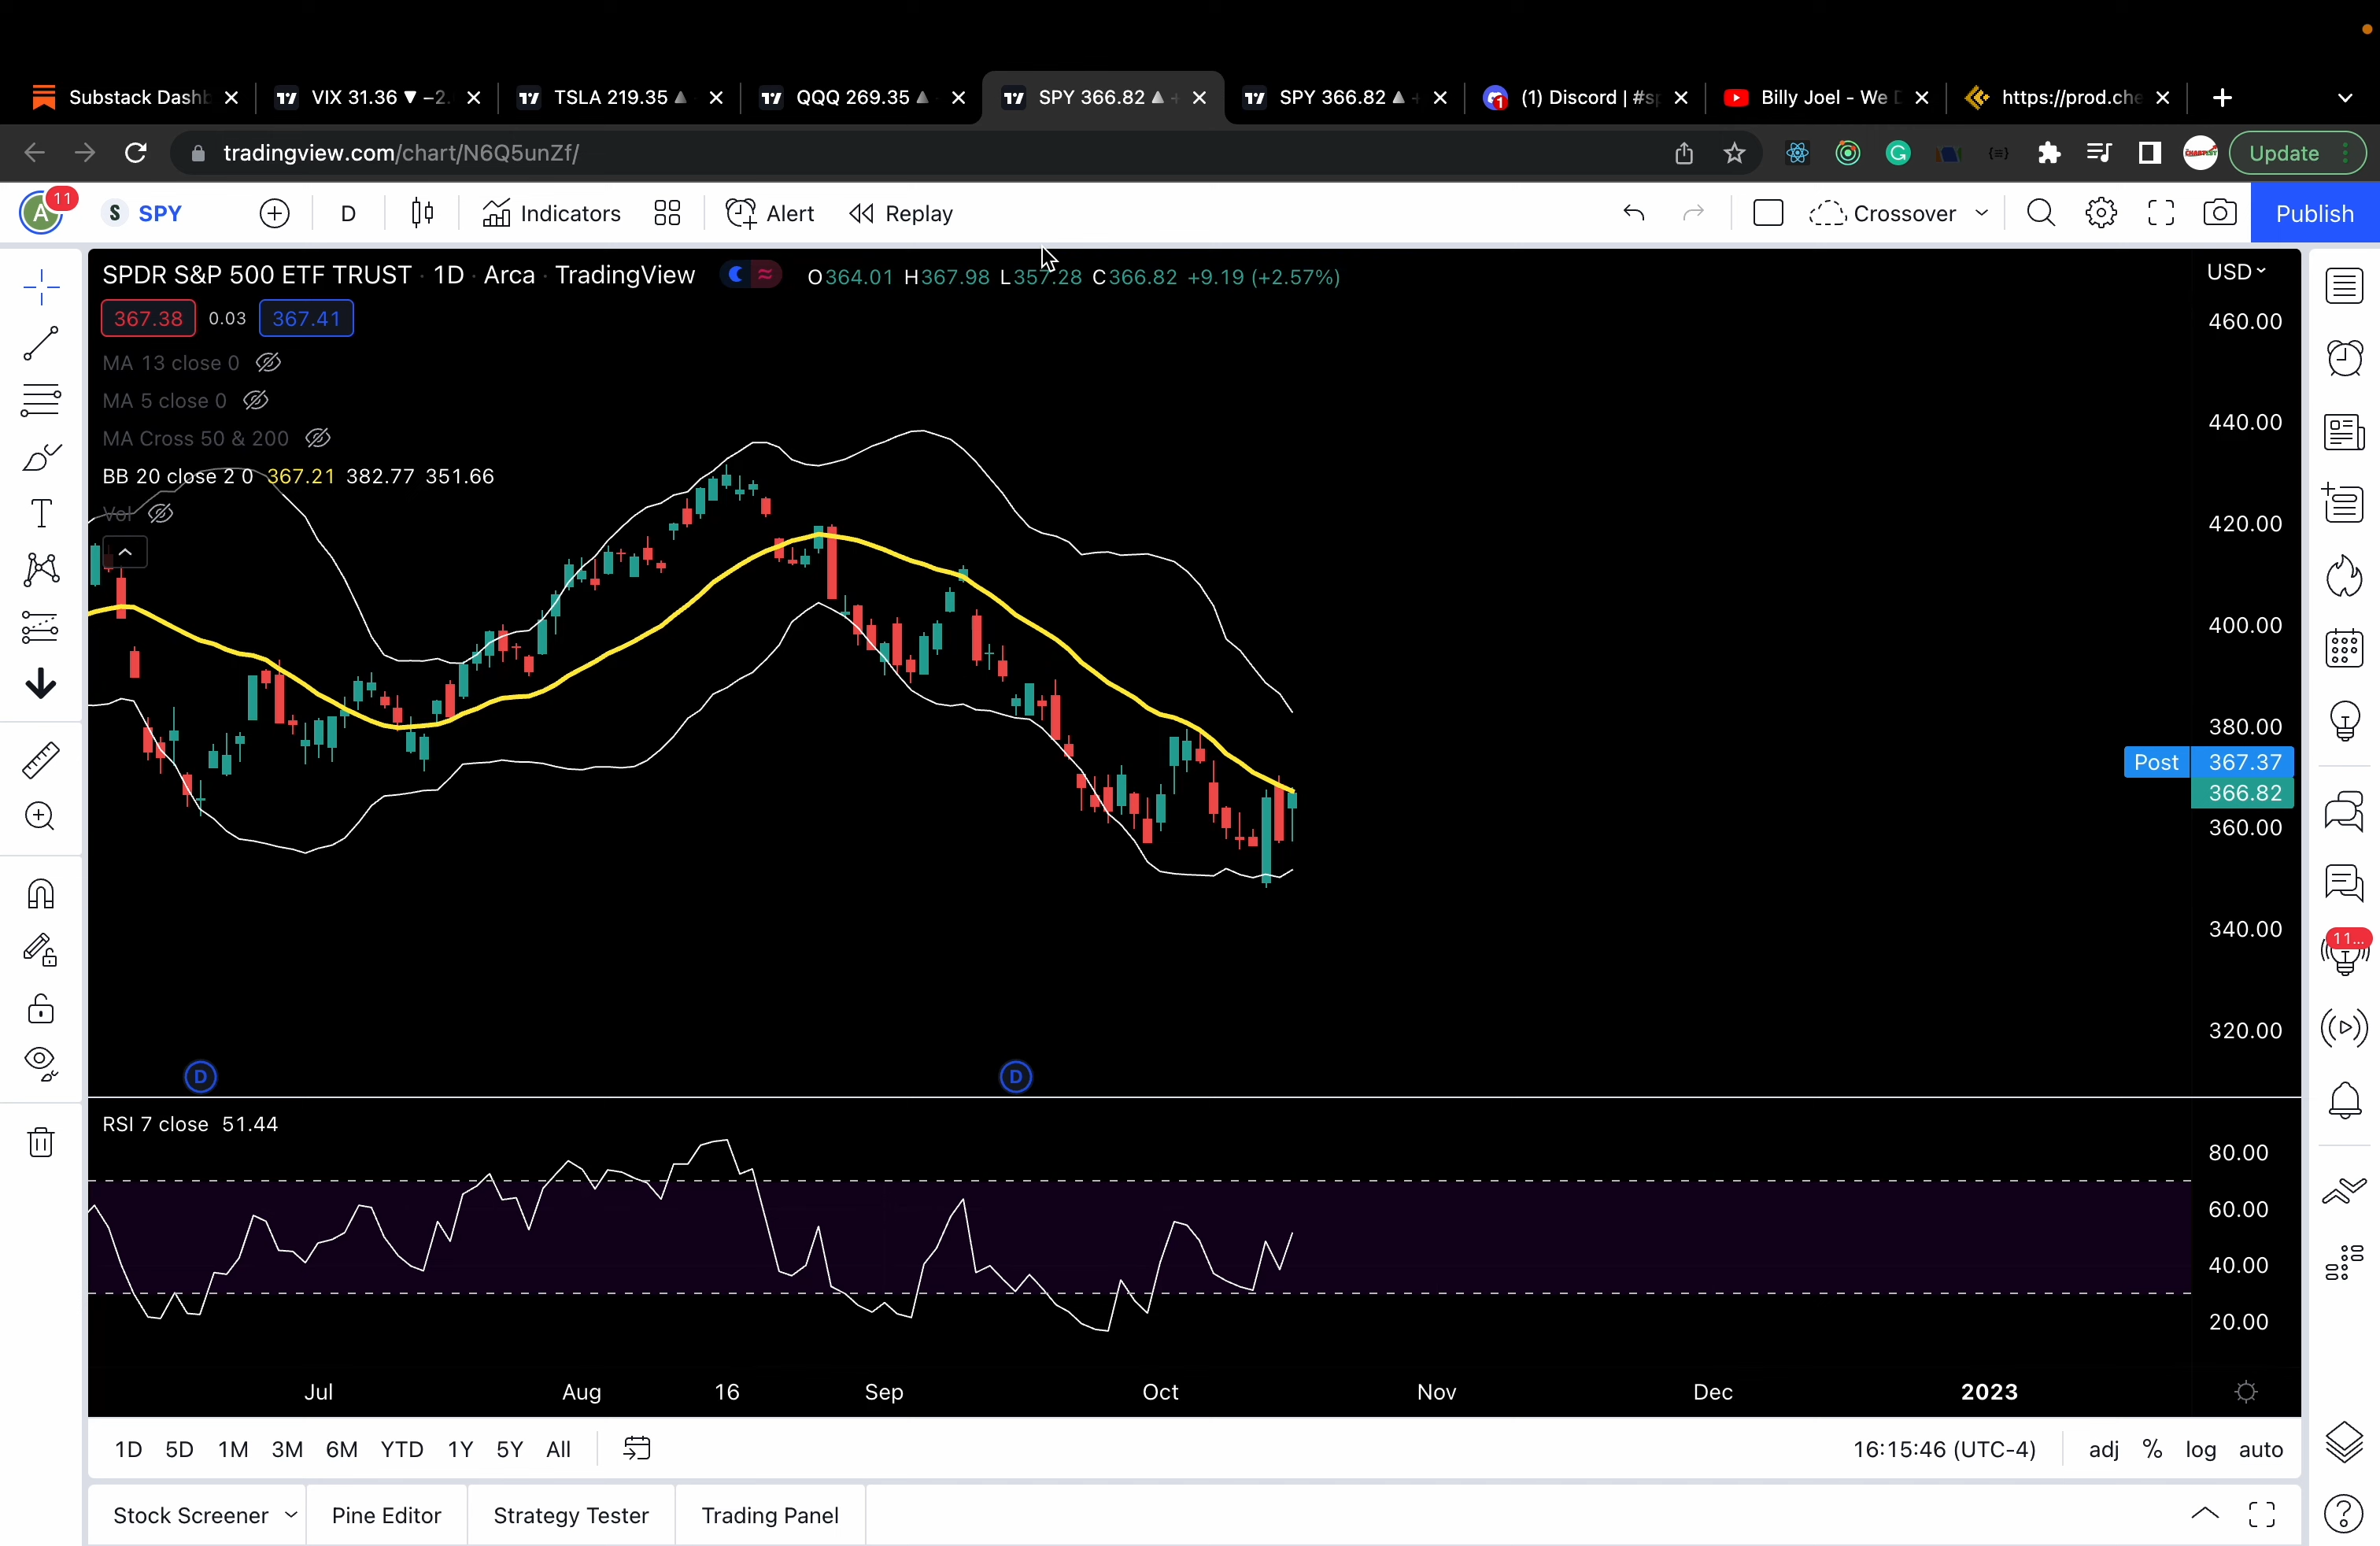 Substack Dashb
VIX 31.36 ▼ −2.
TSLA 219.35 ▲
QQQ 269.35 ▲
SPY 366.82 ▲ +
SPY 366.82 ▲ +
(1) Discord | #s
Billy Joel - We
https://prod.che
tradingview.com/chart/N6Q5unZf/
Update
A 11
S SPY
D
Indicators
Alert
Replay
Crossover
Publish
SPDR S&P 500 ETF TRUST · 1D · Arca · TradingView
O364.01 H367.98 L357.28 C366.82 +9.19 (+2.57%)
USD
367.38 0.03 367.41
MA 13 close 0
MA 5 close 0
MA Cross 50 & 200
BB 20 close 2 0 367.21 382.77 351.66
Vol
460.00
440.00
420.00
400.00
380.00
Post 367.37
366.82
360.00
340.00
320.00
11...
D
D
RSI 7 close 51.44
80.00
60.00
40.00
20.00
Jul Aug 16 Sep Oct Nov Dec 2023
1D 5D 1M 3M 6M YTD 1Y 5Y All
16:15:46 (UTC-4)
adj % log auto
Stock Screener
Pine Editor
Strategy Tester
Trading Panel